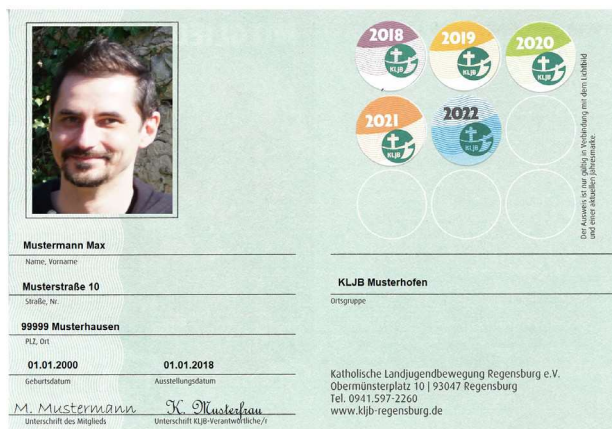 2018
KLJB
2019
KLJB
2020
KLJB
2021
KLJB
2022
KLJB
Der Ausweis ist nur gültig in Verbindung mit dem Lichtbild
und einer aktuellen Jahresmarke.
Mustermann Max
Name, Vorname
Musterstraße 10
Straße, Nr.
99999 Musterhausen
PLZ, Ort
01.01.2000 01.01.2018
Geburtsdatum Ausstellungsdatum
M. Mustermann K. Musterfrau
Unterschrift des Mitglieds Unterschrift KLJB-Verantwortliche/r
KLJB Musterhofen
Ortsgruppe
Katholische Landjugendbewegung Regensburg e.V.
Obermünsterplatz 10 | 93047 Regensburg
Tel. 0941.597-2260
www.kljb-regensburg.de